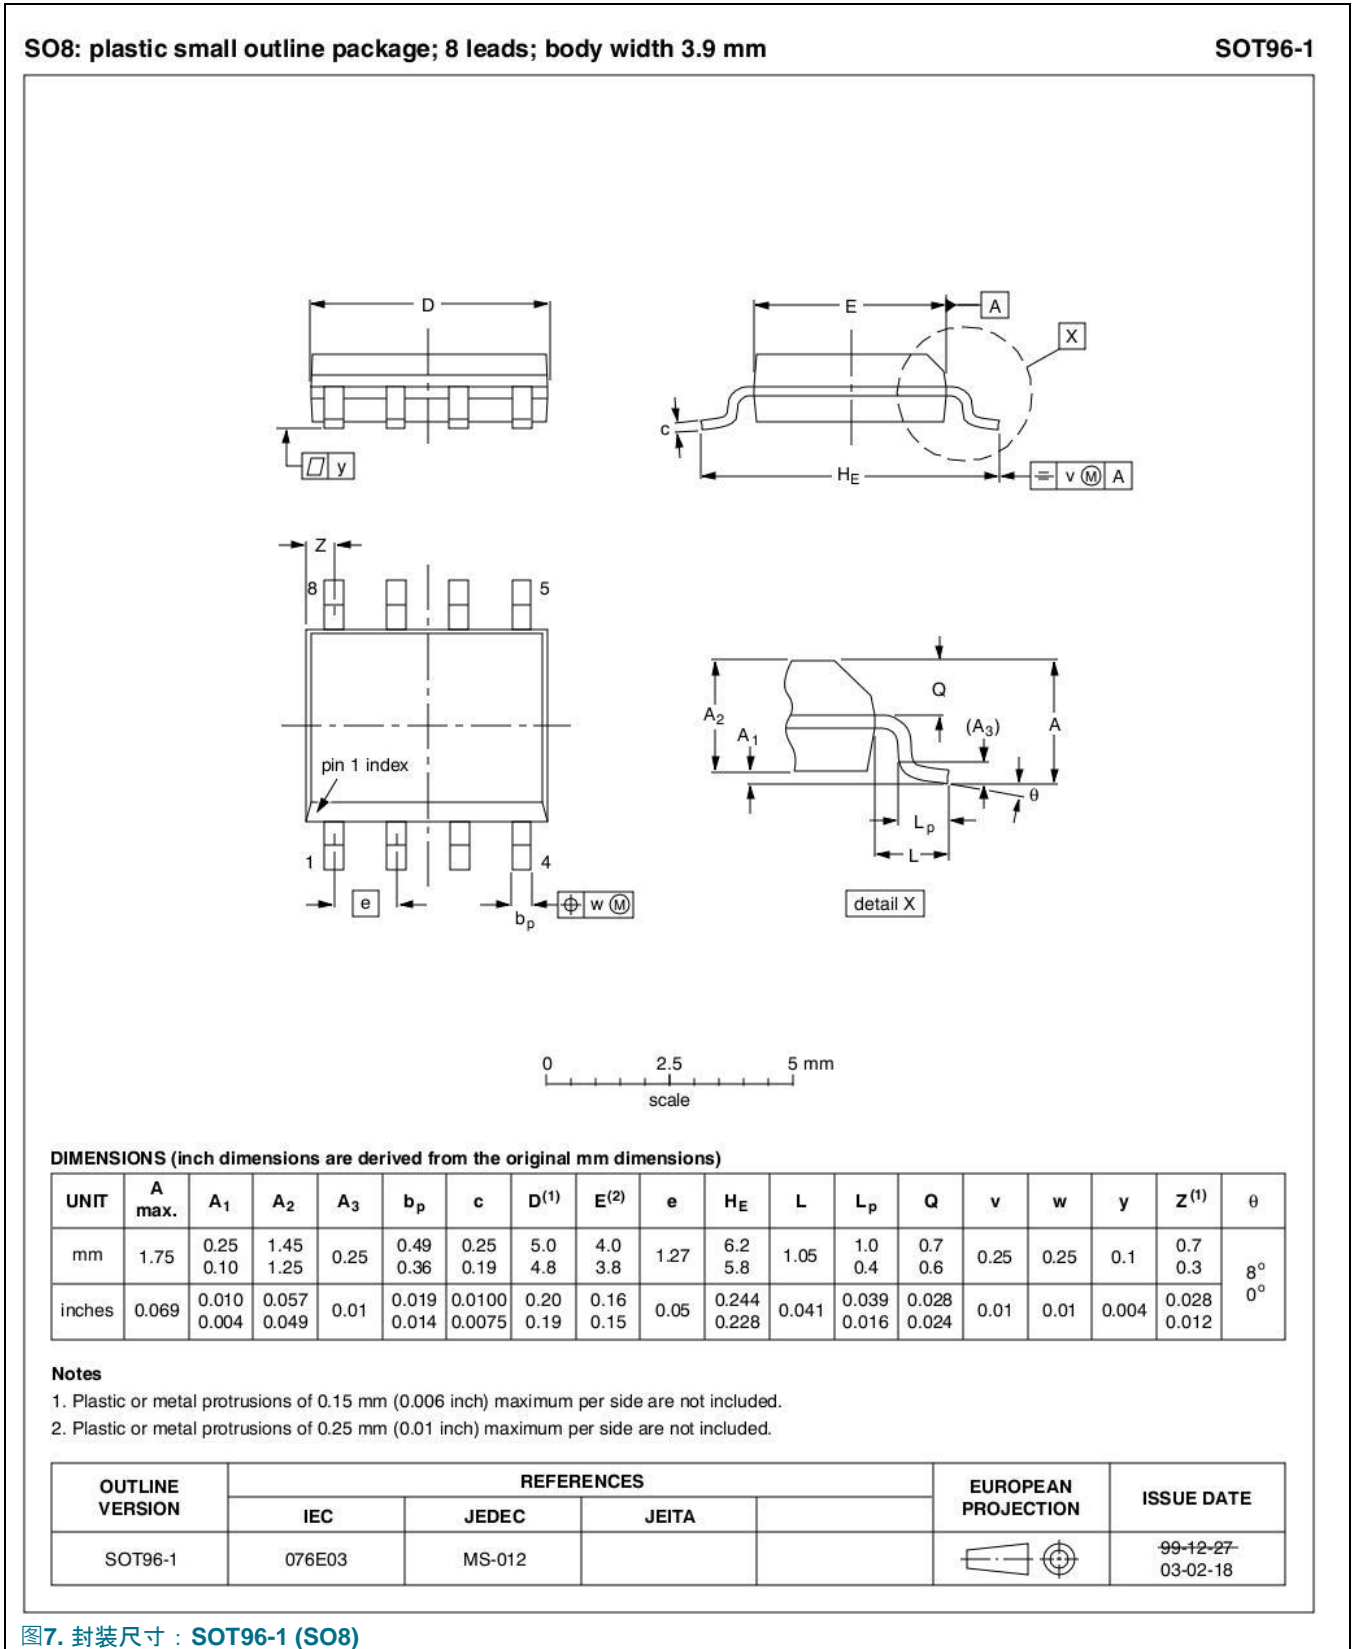 SO8: plastic small outline package; 8 leads; body width 3.9 mm SOT96-1
D
y
E
A
X
c
HE
v Ⓜ A
Z
8
5
pin 1 index
1
4
e
bp
w Ⓜ
A2
A1
Q
(A3)
A
θ
Lp
L
detail X
0 2.5 5 mm
scale
DIMENSIONS (inch dimensions are derived from the original mm dimensions)
UNIT A max. A1 A2 A3 bp c D(1) E(2) e HE L Lp Q v w y Z(1) θ
mm 1.75 0.25 0.10 1.45 1.25 0.25 0.49 0.36 0.25 0.19 5.0 4.8 4.0 3.8 1.27 6.2 5.8 1.05 1.0 0.4 0.7 0.6 0.25 0.25 0.1 0.7 0.3 8° 0°
inches 0.069 0.010 0.004 0.057 0.049 0.01 0.019 0.014 0.0100 0.0075 0.20 0.19 0.16 0.15 0.05 0.244 0.228 0.041 0.039 0.016 0.028 0.024 0.01 0.01 0.004 0.028 0.012
Notes
1. Plastic or metal protrusions of 0.15 mm (0.006 inch) maximum per side are not included.
2. Plastic or metal protrusions of 0.25 mm (0.01 inch) maximum per side are not included.
OUTLINE VERSION REFERENCES EUROPEAN PROJECTION ISSUE DATE
IEC JEDEC JEITA
SOT96-1 076E03 MS-012 99-12-27 03-02-18
图7. 封装尺寸：SOT96-1 (SO8)